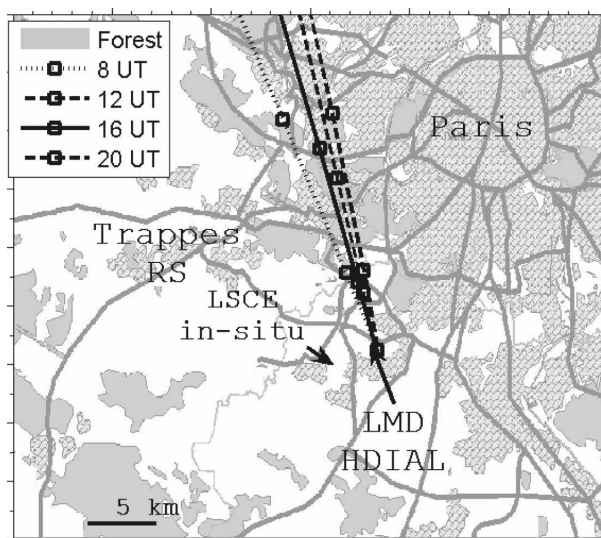 Forest
8 UT
12 UT
16 UT
20 UT
Paris
Trappes
RS
LSCE
in-situ
LMD
HDIAL
5 km